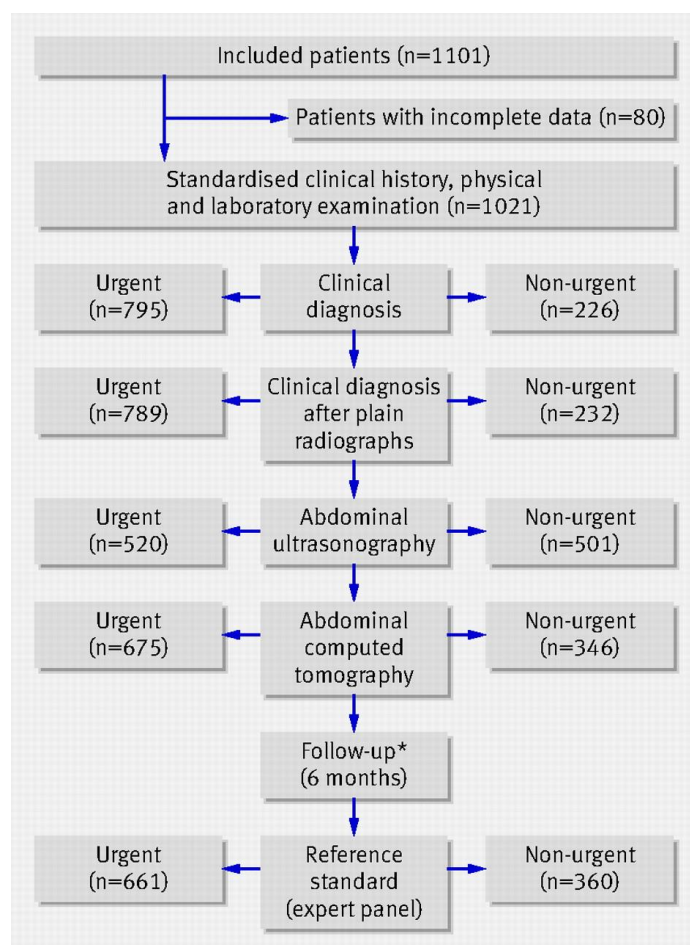 Included patients (n=1101)
Patients with incomplete data (n=80)
Standardised clinical history, physical
and laboratory examination (n=1021)
Urgent
(n=795)
Clinical
diagnosis
Non-urgent
(n=226)
Urgent
(n=789)
Clinical diagnosis
after plain
radiographs
Non-urgent
(n=232)
Urgent
(n=520)
Abdominal
ultrasonography
Non-urgent
(n=501)
Urgent
(n=675)
Abdominal
computed
tomography
Non-urgent
(n=346)
Follow-up*
(6 months)
Urgent
(n=661)
Reference
standard
(expert panel)
Non-urgent
(n=360)